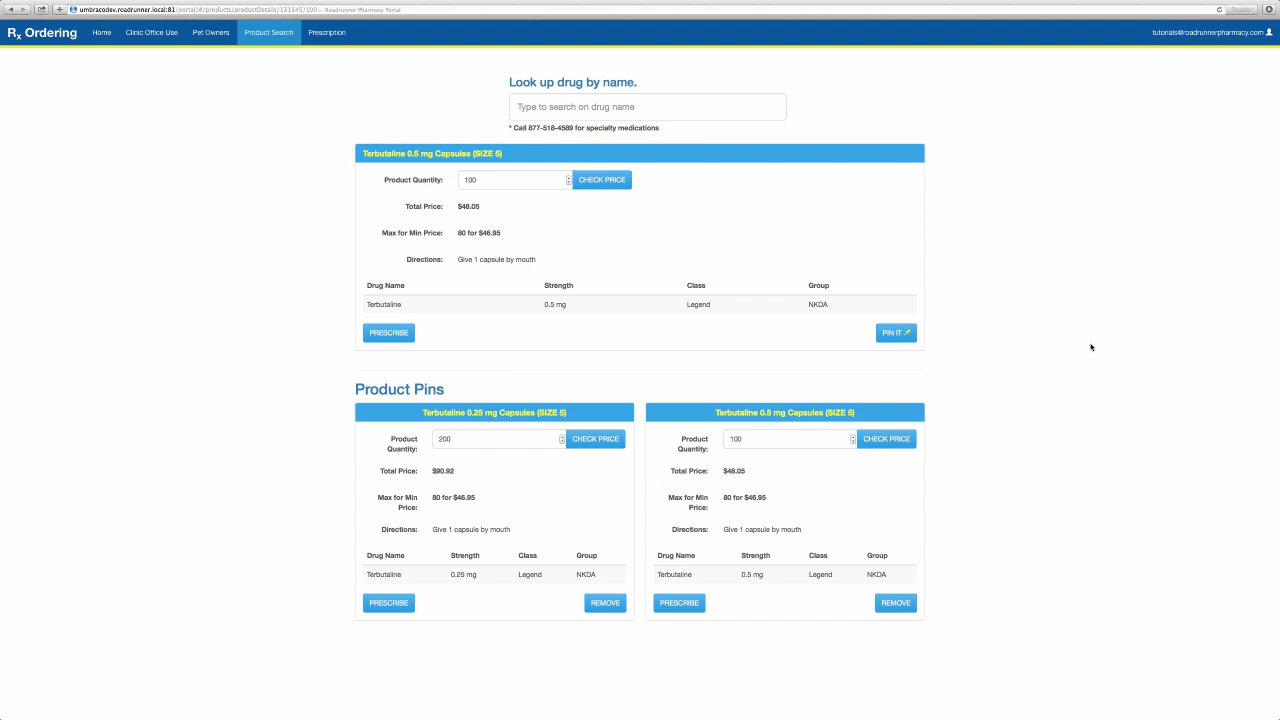 umbracodev.roadrunner.local:81/portal/#/products/productDetails/131345/100 — Roadrunner Pharmacy Portal
Reader
Rx Ordering Home Clinic Office Use Pet Owners Product Search Prescription tutorials@roadrunnerpharmacy.com
Look up drug by name.
Type to search on drug name
* Call 877-518-4589 for specialty medications
Terbutaline 0.5 mg Capsules (SIZE 5)
Product Quantity: 100 CHECK PRICE
Total Price: $48.05
Max for Min Price: 80 for $46.95
Directions: Give 1 capsule by mouth
Drug Name Strength Class Group
Terbutaline 0.5 mg Legend NKDA
PRESCRIBE PIN IT
Product Pins
Terbutaline 0.25 mg Capsules (SIZE 5)
Product Quantity: 200 CHECK PRICE
Total Price: $90.92
Max for Min Price: 80 for $46.95
Directions: Give 1 capsule by mouth
Drug Name Strength Class Group
Terbutaline 0.25 mg Legend NKDA
PRESCRIBE REMOVE
Terbutaline 0.5 mg Capsules (SIZE 5)
Product Quantity: 100 CHECK PRICE
Total Price: $48.05
Max for Min Price: 80 for $46.95
Directions: Give 1 capsule by mouth
Drug Name Strength Class Group
Terbutaline 0.5 mg Legend NKDA
PRESCRIBE REMOVE